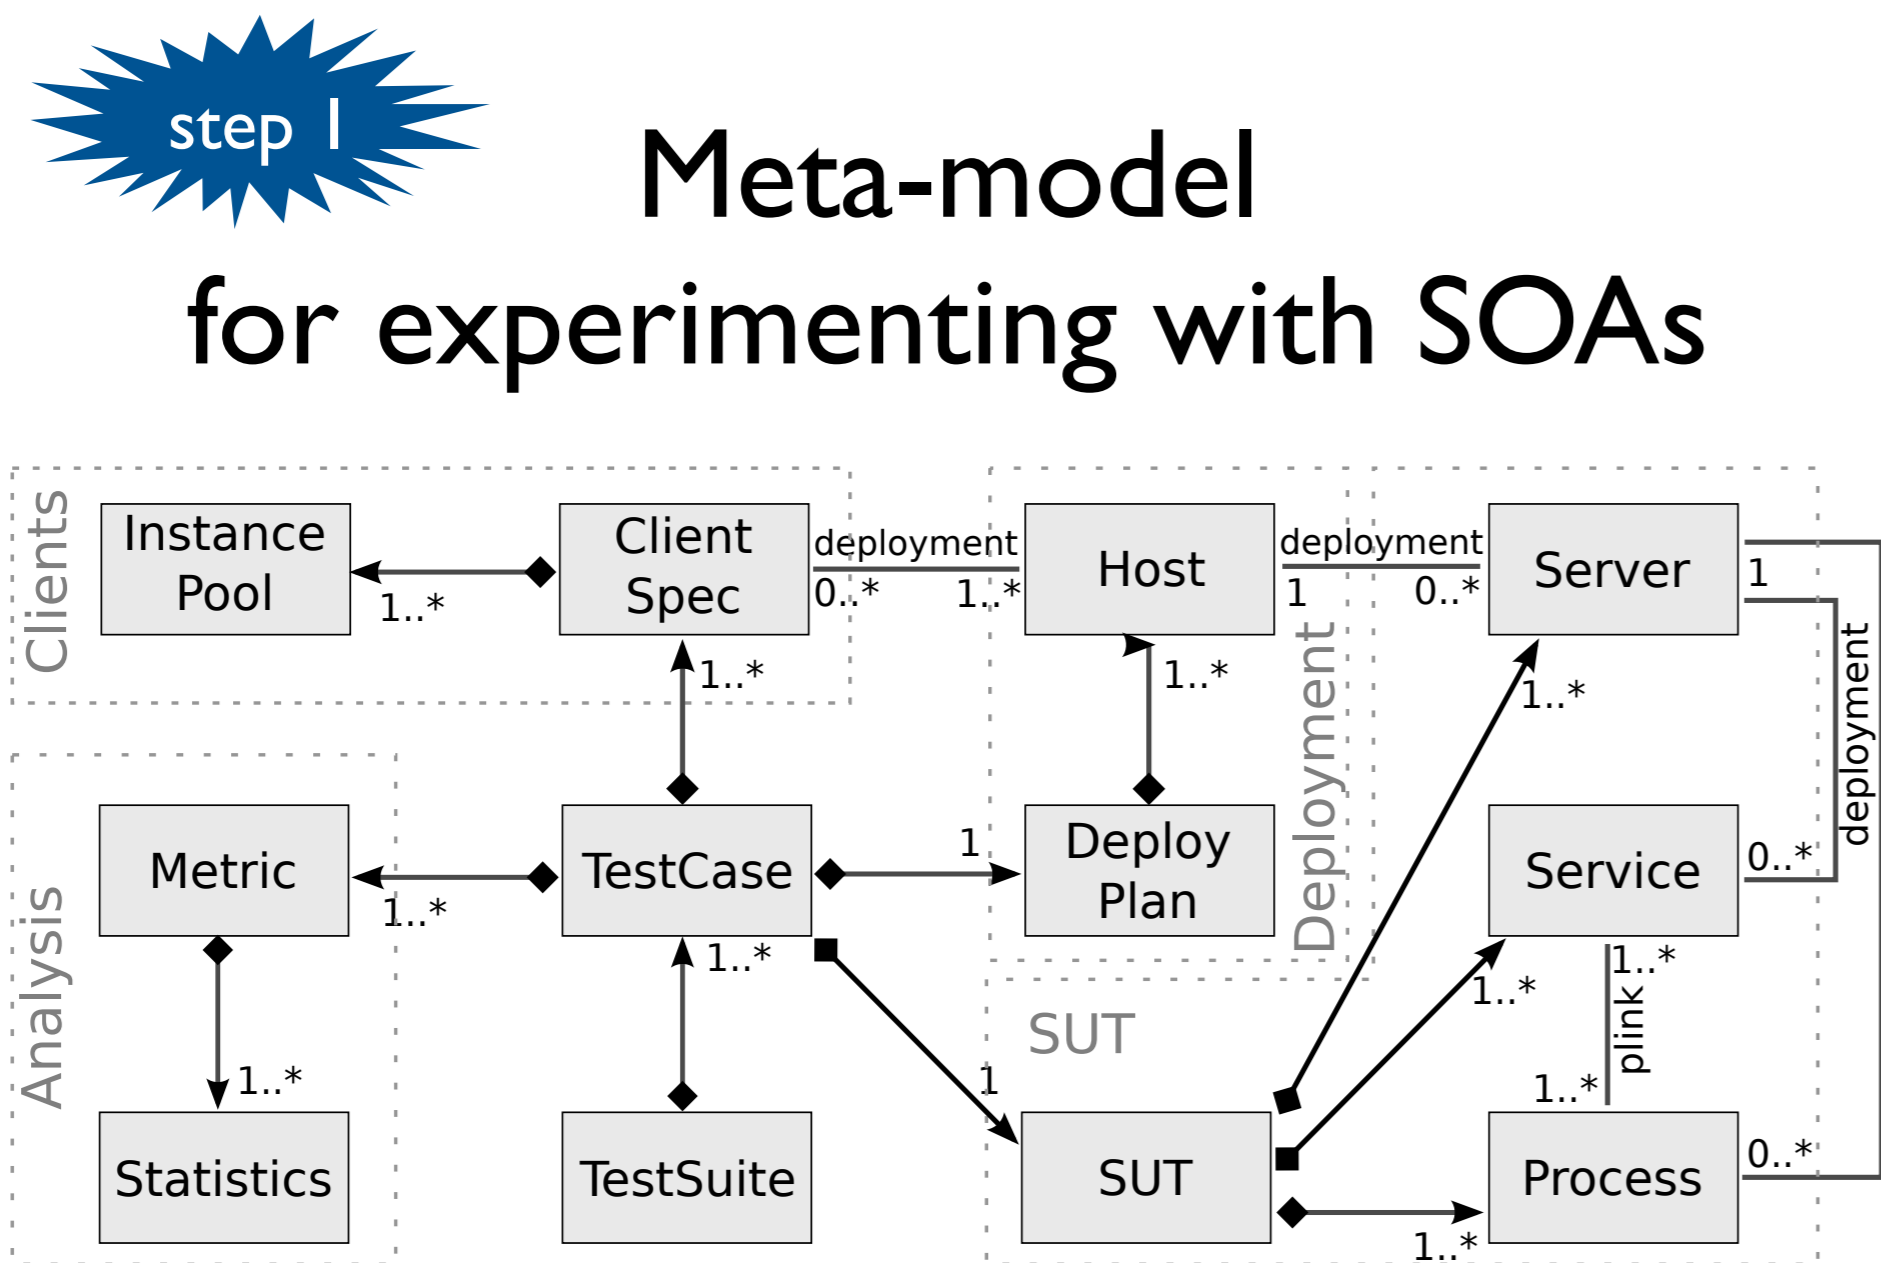 step 1
Meta-model
for experimenting with SOAs
Clients
Instance
Pool
1..*
Client
Spec
deployment
0..*
1..*
Host
deployment
1
0..*
Server
1
1..*
1..*
1..*
deployment
Deployment
Analysis
Metric
1..*
TestCase
1
Deploy
Plan
Service
0..*
1..*
1..*
1..*
1..*
plink
SUT
1..*
1
1..*
Statistics
TestSuite
SUT
1..*
Process
0..*